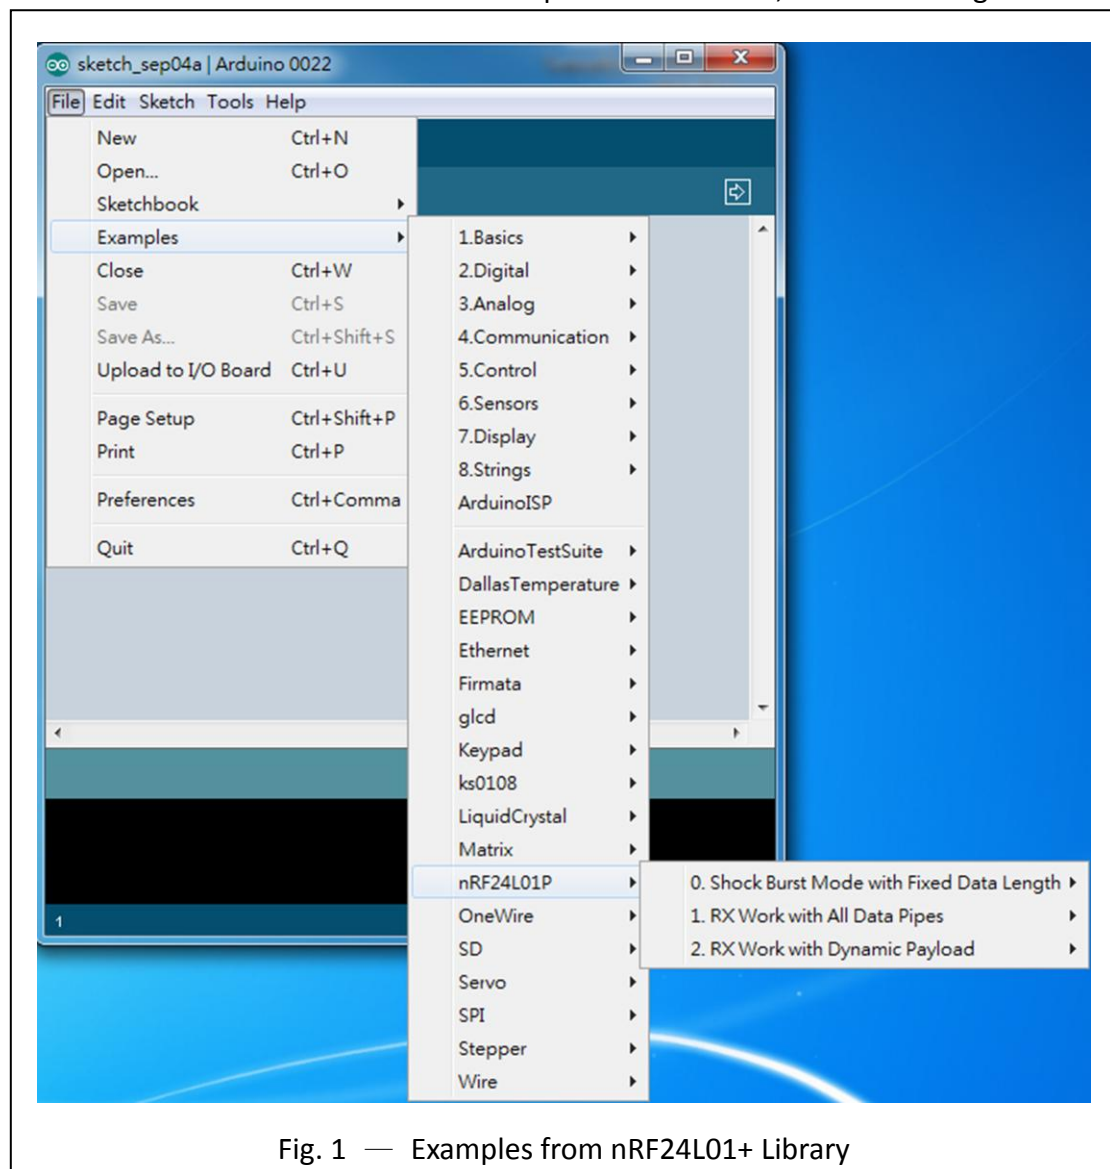 sketch_sep04a | Arduino 0022
File Edit Sketch Tools Help
New Ctrl+N
Open... Ctrl+O
Sketchbook
Examples
Close Ctrl+W
Save Ctrl+S
Save As... Ctrl+Shift+S
Upload to I/O Board Ctrl+U
Page Setup Ctrl+Shift+P
Print Ctrl+P
Preferences Ctrl+Comma
Quit Ctrl+Q
1.Basics
2.Digital
3.Analog
4.Communication
5.Control
6.Sensors
7.Display
8.Strings
ArduinoISP
ArduinoTestSuite
DallasTemperature
EEPROM
Ethernet
Firmata
glcd
Keypad
ks0108
LiquidCrystal
Matrix
nRF24L01P
OneWire
SD
Servo
SPI
Stepper
Wire
0. Shock Burst Mode with Fixed Data Length
1. RX Work with All Data Pipes
2. RX Work with Dynamic Payload
1
Fig. 1 — Examples from nRF24L01+ Library